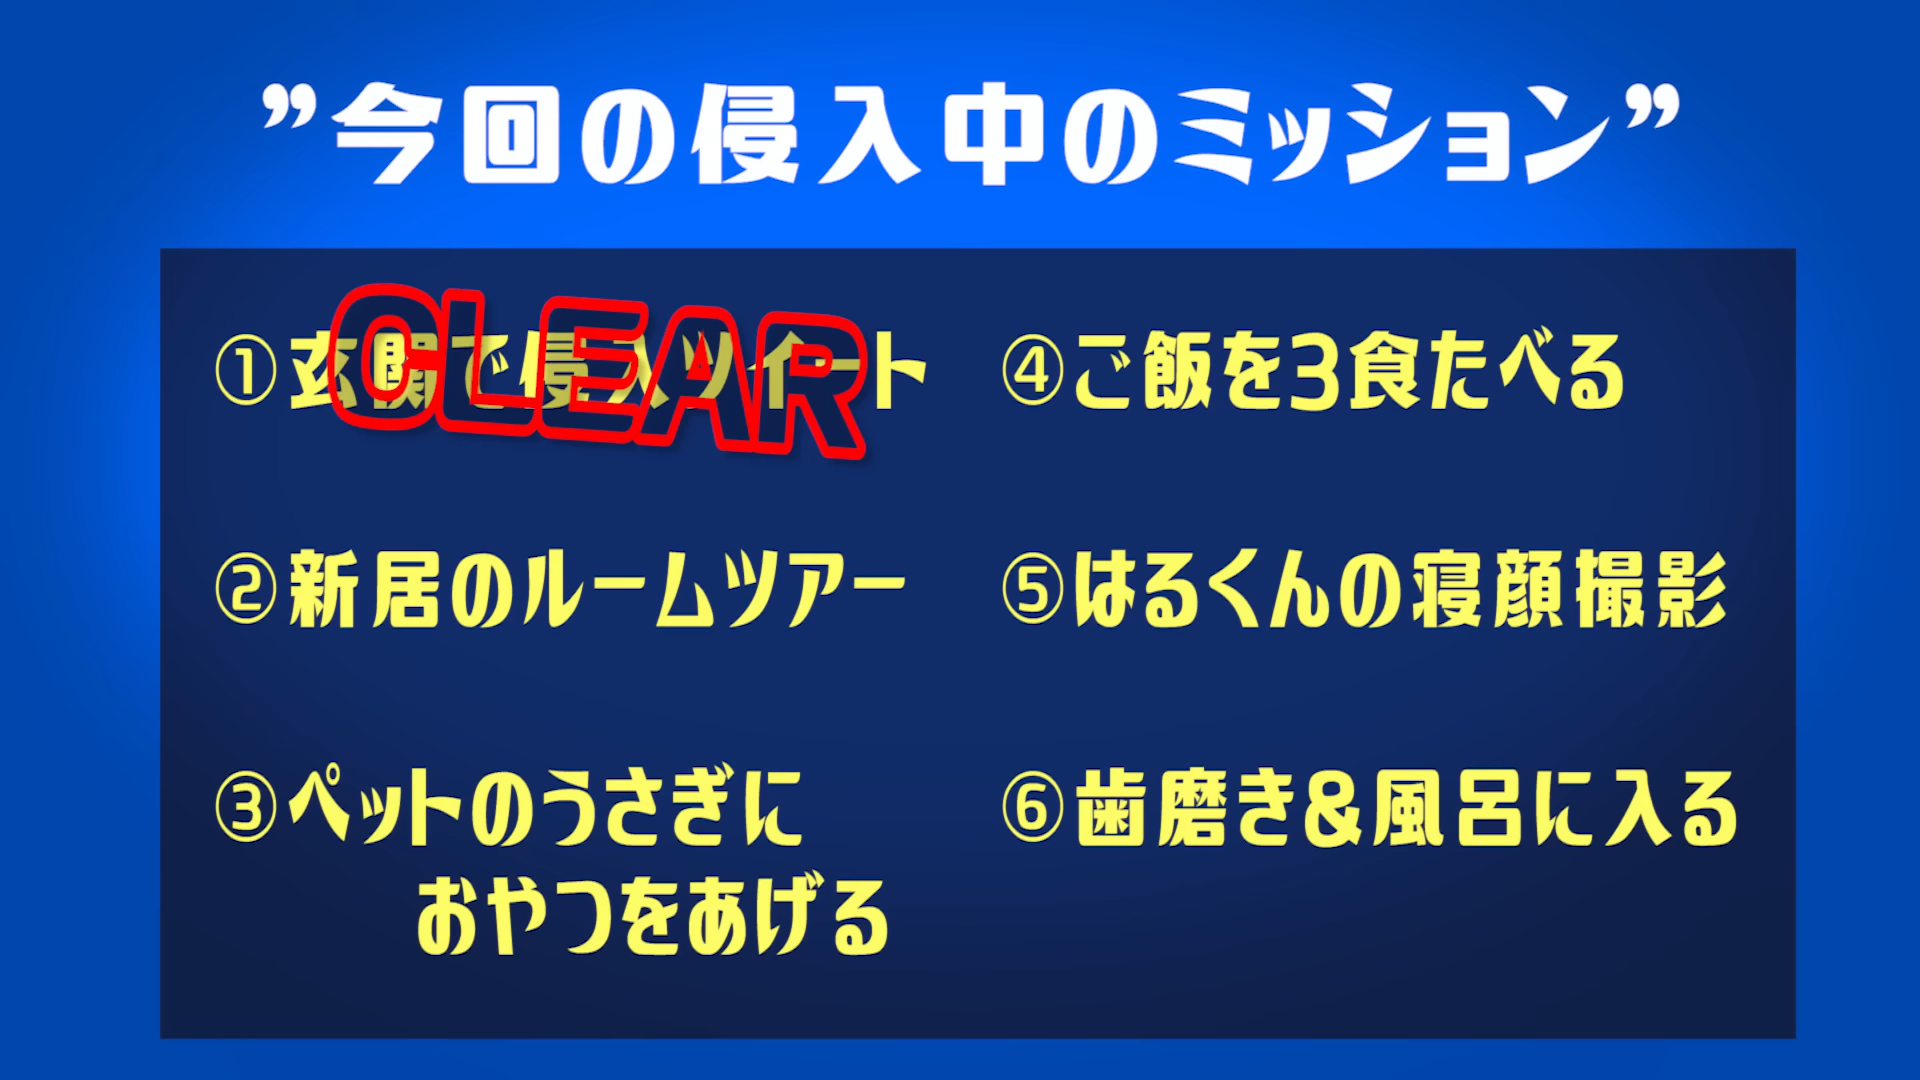 ”今回の侵入中のミッション”
①玄関で侵入ツイート
CLEAR
②新居のルームツアー
③ペットのうさぎに
おやつをあげる
④ご飯を3食たべる
⑤はるくんの寝顔撮影
⑥歯磨き&風呂に入る